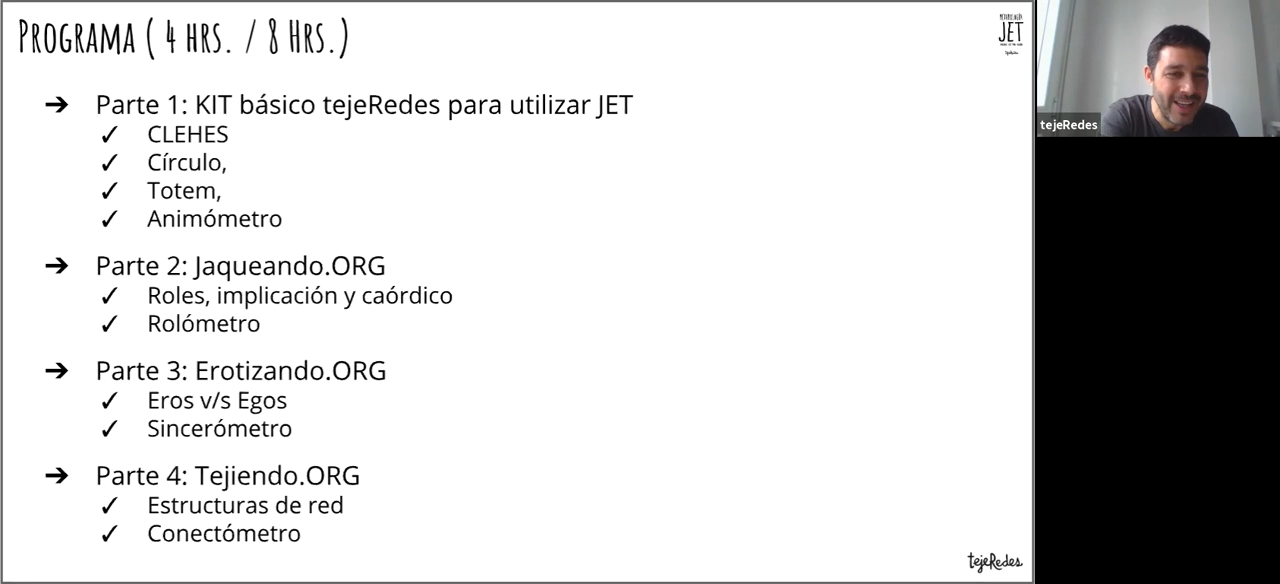 PROGRAMA ( 4 HRS. / 8 HRS.)
JET
➔ Parte 1: KIT básico tejeRedes para utilizar JET
✓ CLEHES
✓ Círculo,
✓ Totem,
✓ Animómetro
➔ Parte 2: Jaqueando.ORG
✓ Roles, implicación y caórdico
✓ Rolómetro
➔ Parte 3: Erotizando.ORG
✓ Eros v/s Egos
✓ Sincerómetro
➔ Parte 4: Tejiendo.ORG
✓ Estructuras de red
✓ Conectómetro
tejeRedes
tejeRedes